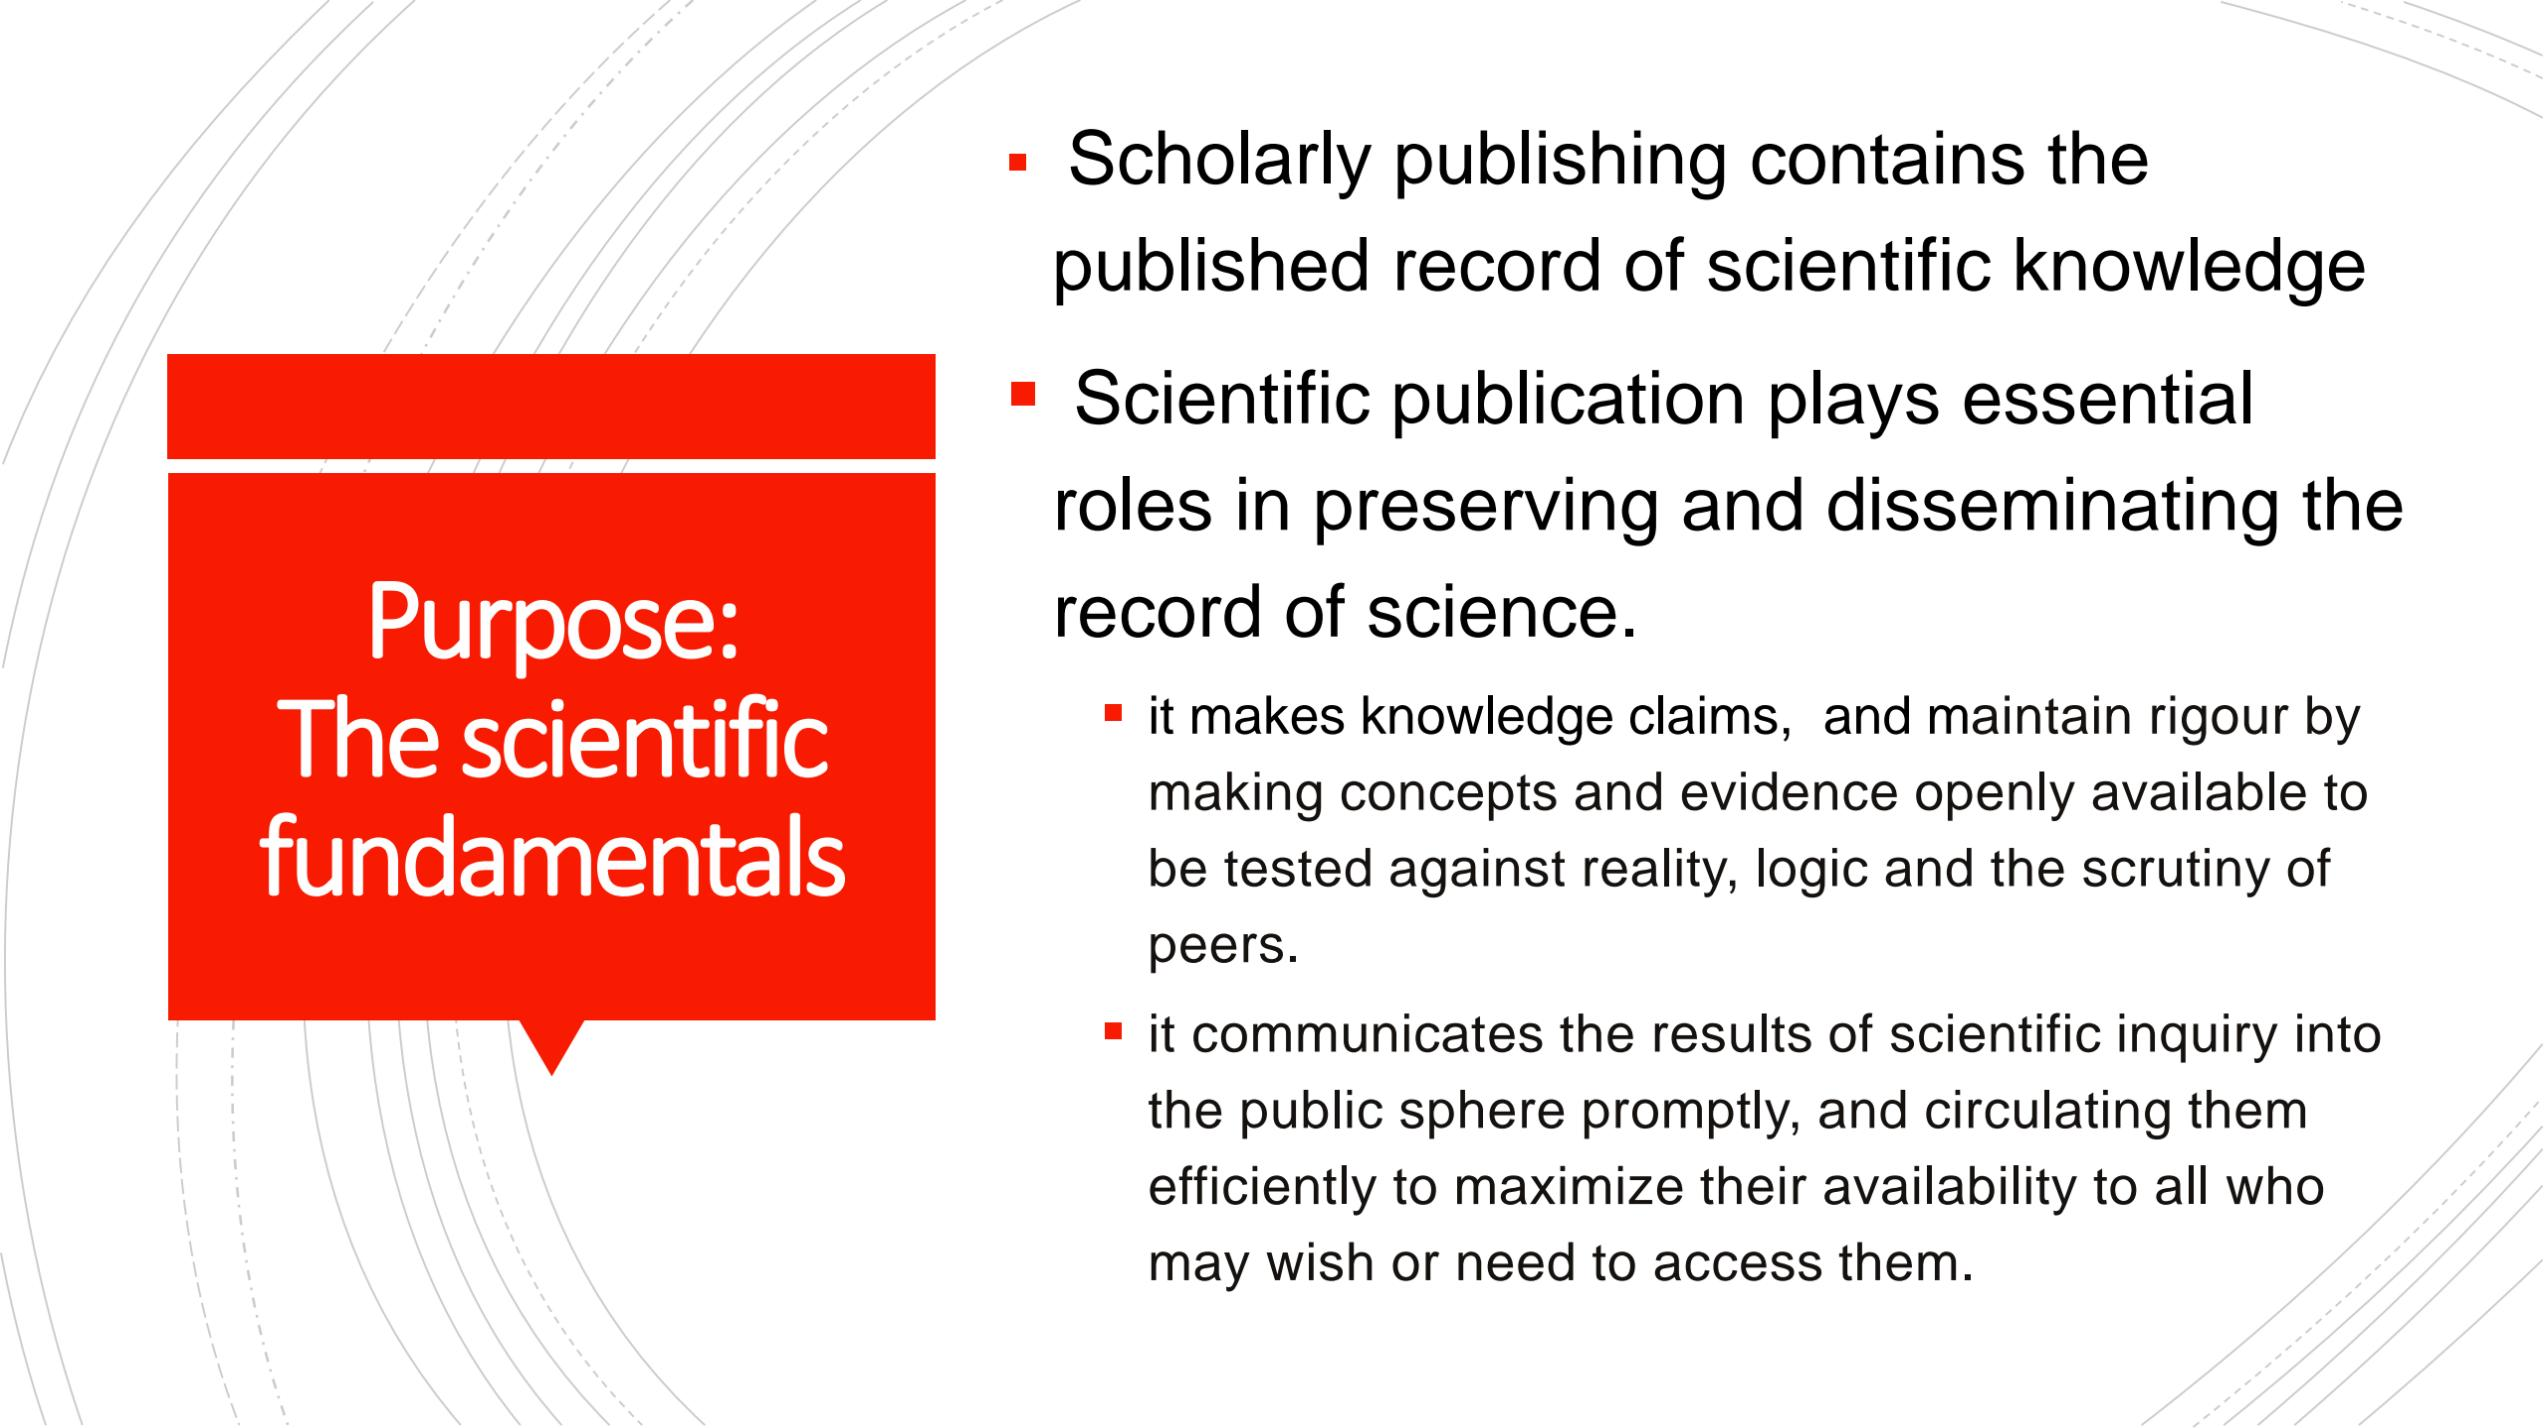 Purpose:
The scientific
fundamentals
Scholarly publishing contains the
published record of scientific knowledge
Scientific publication plays essential
roles in preserving and disseminating the
record of science.
it makes knowledge claims,  and maintain rigour by
making concepts and evidence openly available to
be tested against reality, logic and the scrutiny of
peers.
it communicates the results of scientific inquiry into
the public sphere promptly, and circulating them
efficiently to maximize their availability to all who
may wish or need to access them.